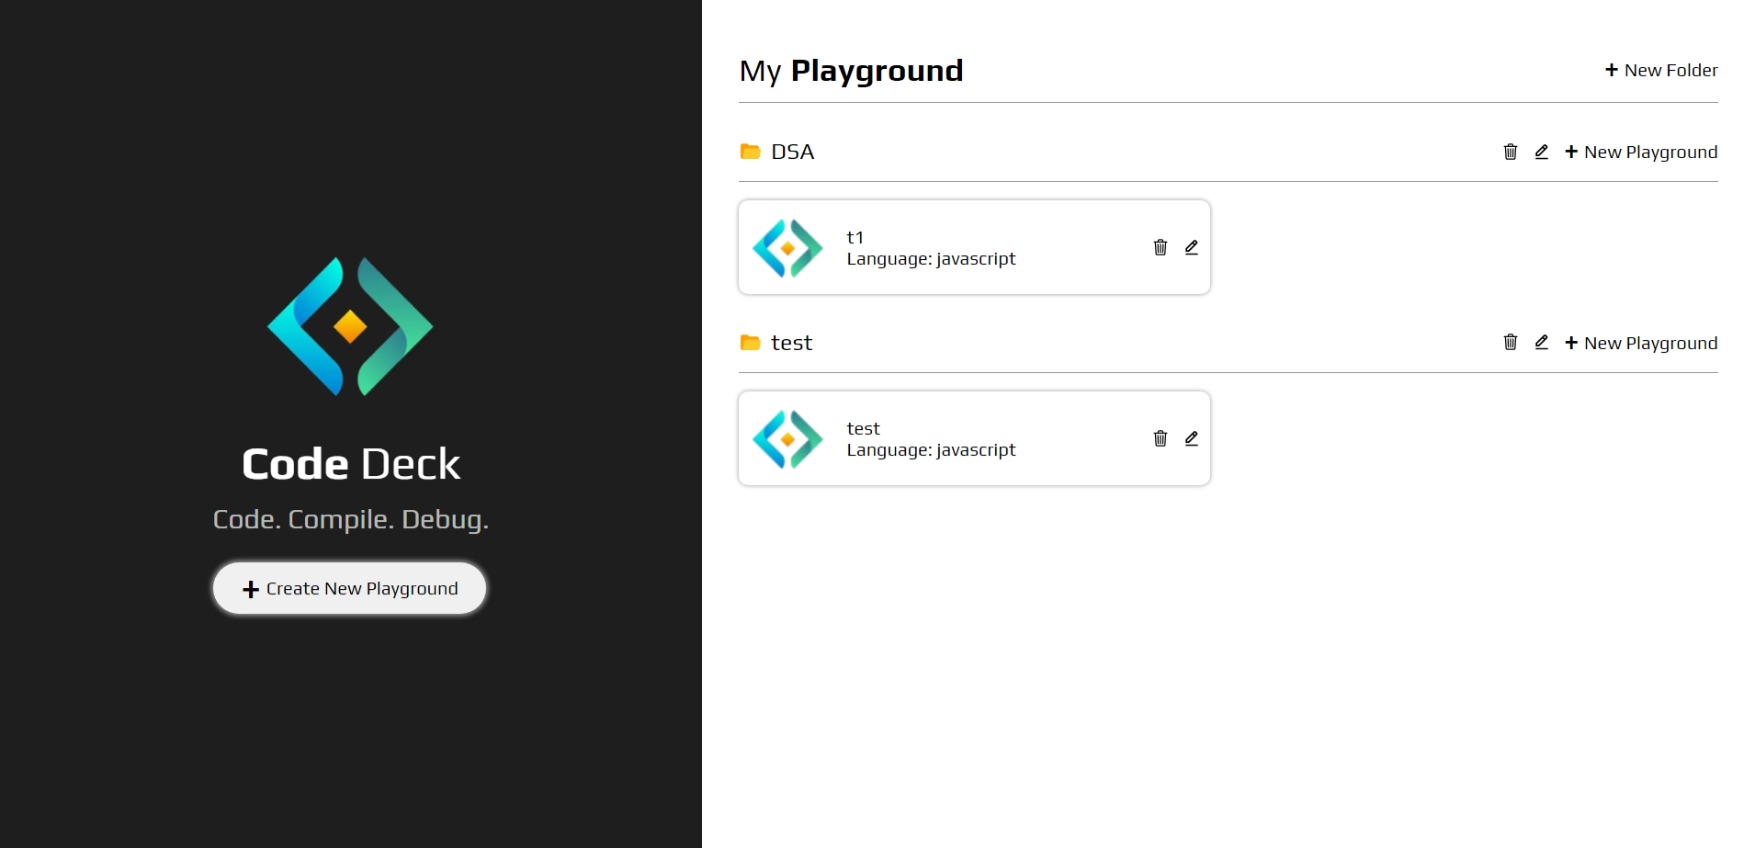 Code Deck
Code. Compile. Debug.
+ Create New Playground
My Playground
+ New Folder
DSA
+ New Playground
t1
Language: javascript
test
+ New Playground
test
Language: javascript